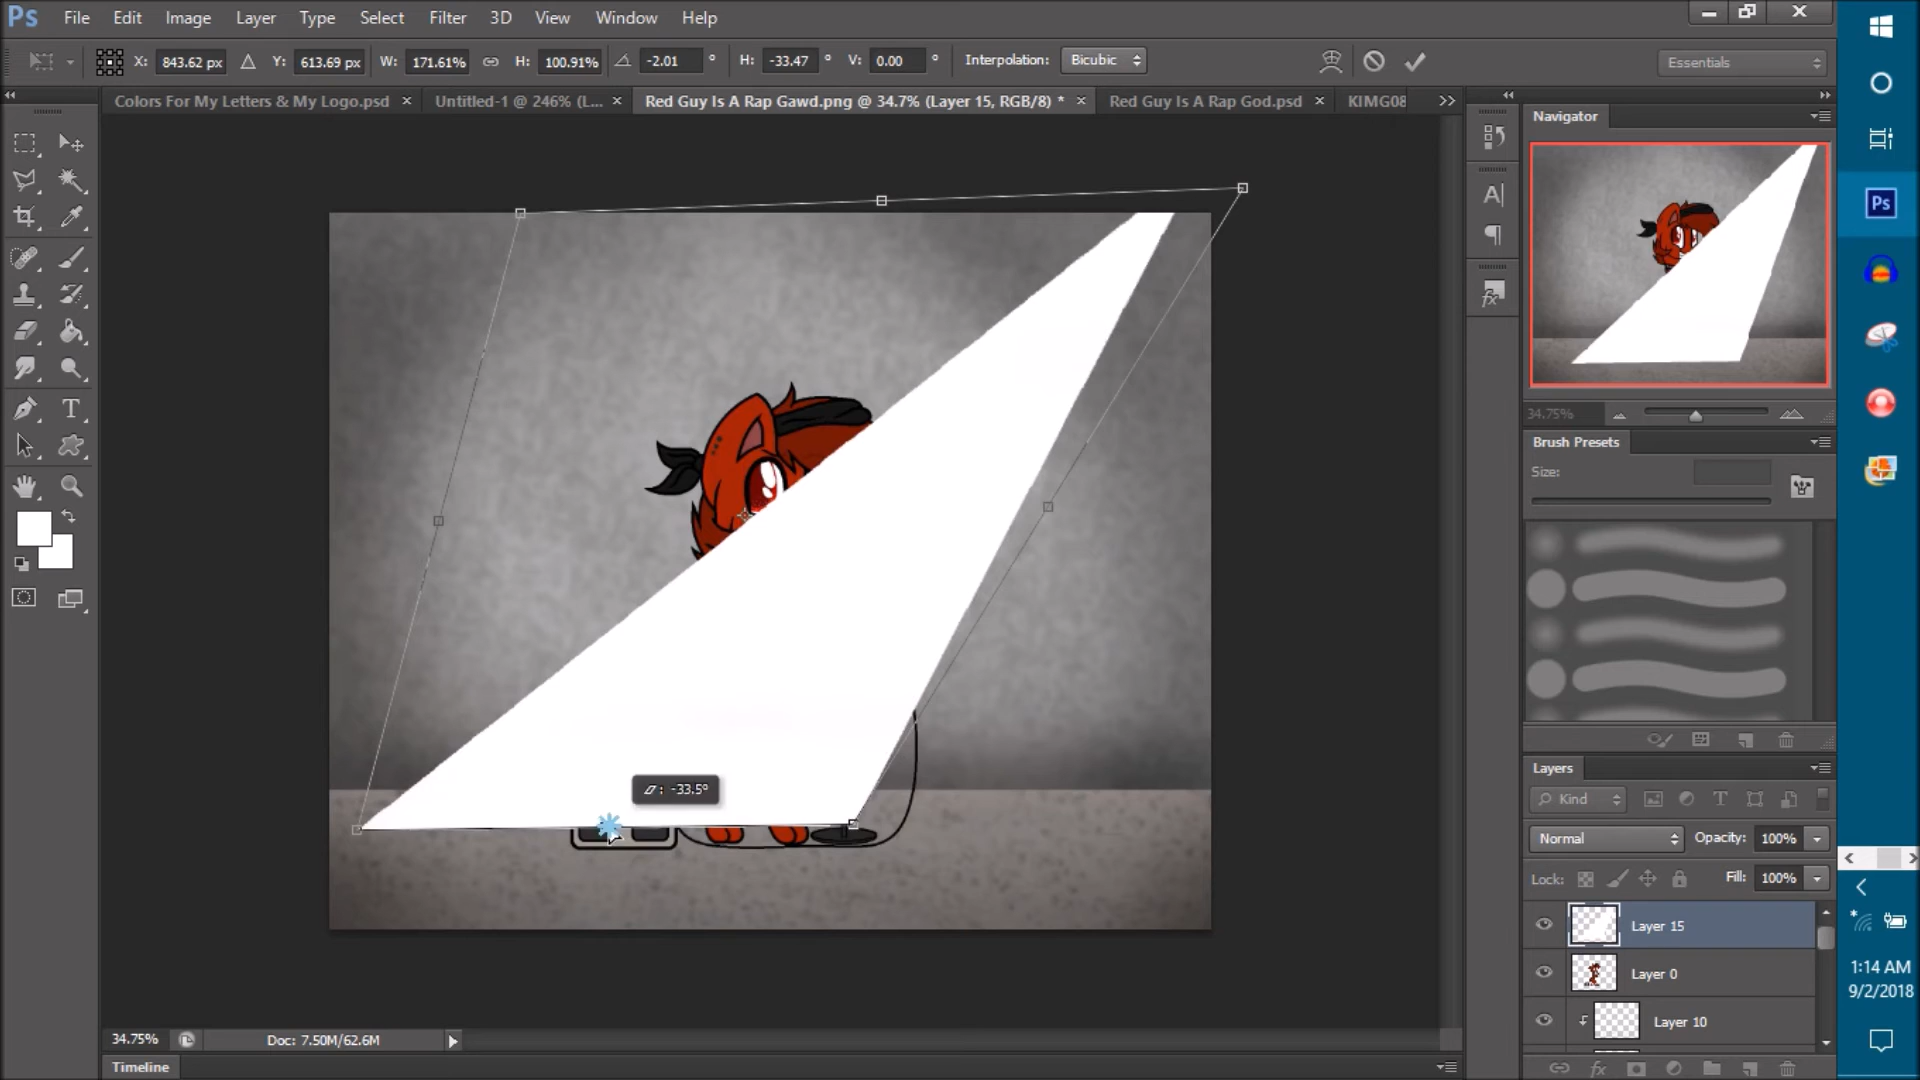 Ps File Edit Image Layer Type Select Filter 3D View Window Help
X: 843.62 px Y: 613.69 px W: 171.61% H: 100.91% -2.01 ° H: -33.47 ° V: 0.00 ° Interpolation: Bicubic Essentials
Colors For My Letters & My Logo.psd × Untitled-1 @ 246% (L... × Red Guy Is A Rap Gawd.png @ 34.7% (Layer 15, RGB/8) * × Red Guy Is A Rap God.psd × KIMG08
Navigator
34.75%
Brush Presets
Size:
-33.5°
Layers
Kind
Normal Opacity: 100%
Lock: Fill: 100%
Layer 15
Layer 0
Layer 10
fx
34.75% Doc: 7.50M/62.6M
Timeline
Ps
1:14 AM
9/2/2018